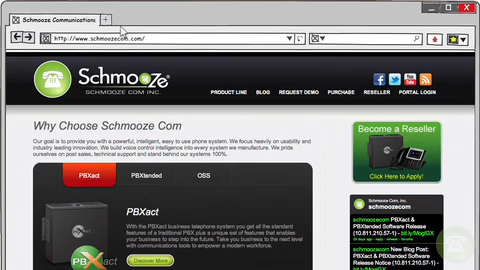 Schmooze Communications
http://www.schmoozecom.com/
Schmooze®
SCHMOOZE COM INC.
PRODUCT LINE BLOG REQUEST DEMO PURCHASE RESELLER PORTAL LOGIN
Why Choose Schmooze Com
Our goal is to provide you with a powerful, intelligent, easy to use phone system. We focus heavily on usability and
industry leading innovation. We build voice control intelligence into every system we manufacture. We pride
ourselves on post sales, technical support and stand behind our systems 100%.
PBXact PBXtended OSS
PBXact
With the PBXact business telephone system you get all the standard
features of a traditional PBX plus a unique set of features that enables
your business to step into the future. Take you business to the next level
with communications tools to empower a modern workforce.
Discover More
PBXact
Become a Reseller
Click Here to Apply!
Schmooze Com, Inc.
schmoozecom
schmoozecom PBXact &
PBXtended Software Release
(10.811.210.57-1) - bit.ly/MogIGX
schmoozecom New Blog Post:
PBXact & PBXtended Software
Release Notice (10.811.210.57-1)